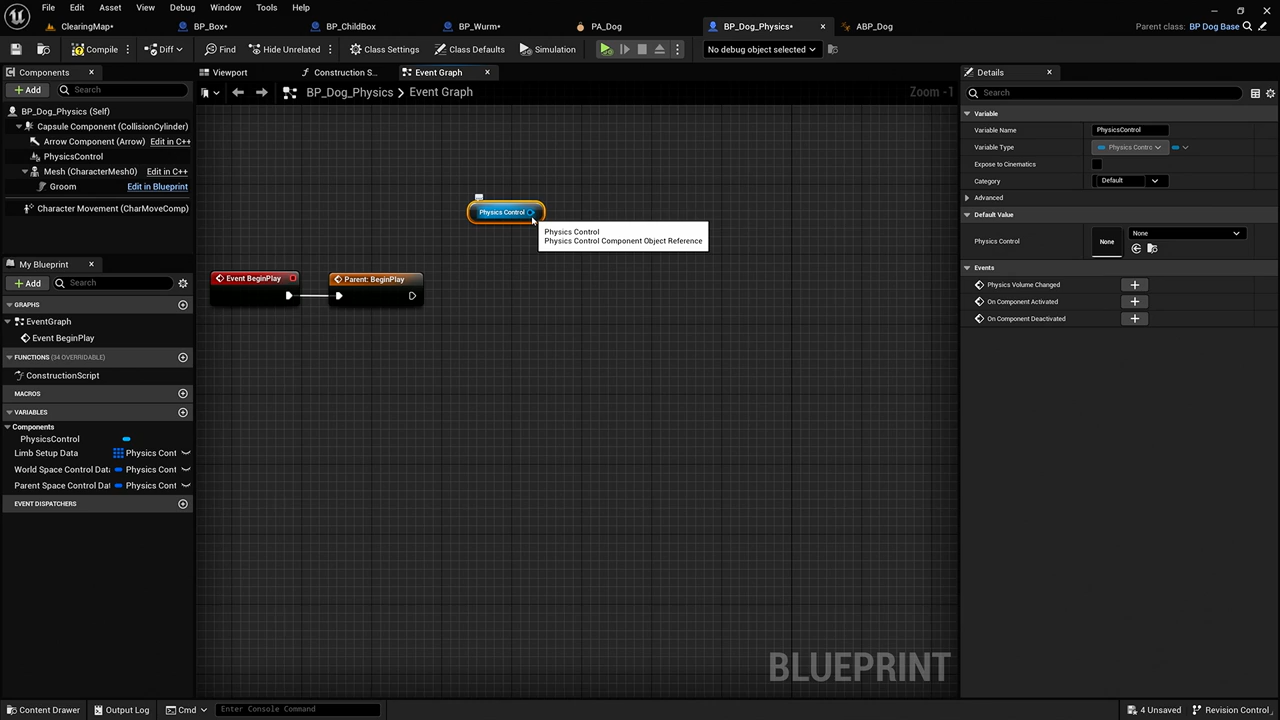 File Edit Asset View Debug Window Tools Help
ClearingMap• BP_Box• BP_ChildBox BP_Wurm• PA_Dog BP_Dog_Physics• × ABP_Dog Parent class: BP Dog Base
Compile Diff Find Hide Unrelated Class Settings Class Defaults Simulation No debug object selected
Components
+ Add Search
BP_Dog_Physics (Self)
Capsule Component (CollisionCylinder)
Arrow Component (Arrow) Edit in C++
PhysicsControl
Mesh (CharacterMesh0) Edit in C++
Groom Edit in Blueprint
Character Movement (CharMoveComp)
My Blueprint
+ Add Search
GRAPHS
EventGraph
Event BeginPlay
FUNCTIONS (34 OVERRIDABLE)
ConstructionScript
MACROS
VARIABLES
Components
PhysicsControl
Limb Setup Data Physics Cont
World Space Control Data Physics Cont
Parent Space Control Dat Physics Cont
EVENT DISPATCHERS
Viewport Construction S... Event Graph
BP_Dog_Physics > Event Graph Zoom -1
Physics Control
Physics Control
Physics Control Component Object Reference
Event BeginPlay
Parent: BeginPlay
BLUEPRINT
Details
Search
Variable
Variable Name PhysicsControl
Variable Type Physics Contrc
Expose to Cinematics
Category Default
Advanced
Default Value
Physics Control None None
Events
Physics Volume Changed +
On Component Activated +
On Component Deactivated +
Content Drawer Output Log Cmd Enter Console Command 4 Unsaved Revision Control